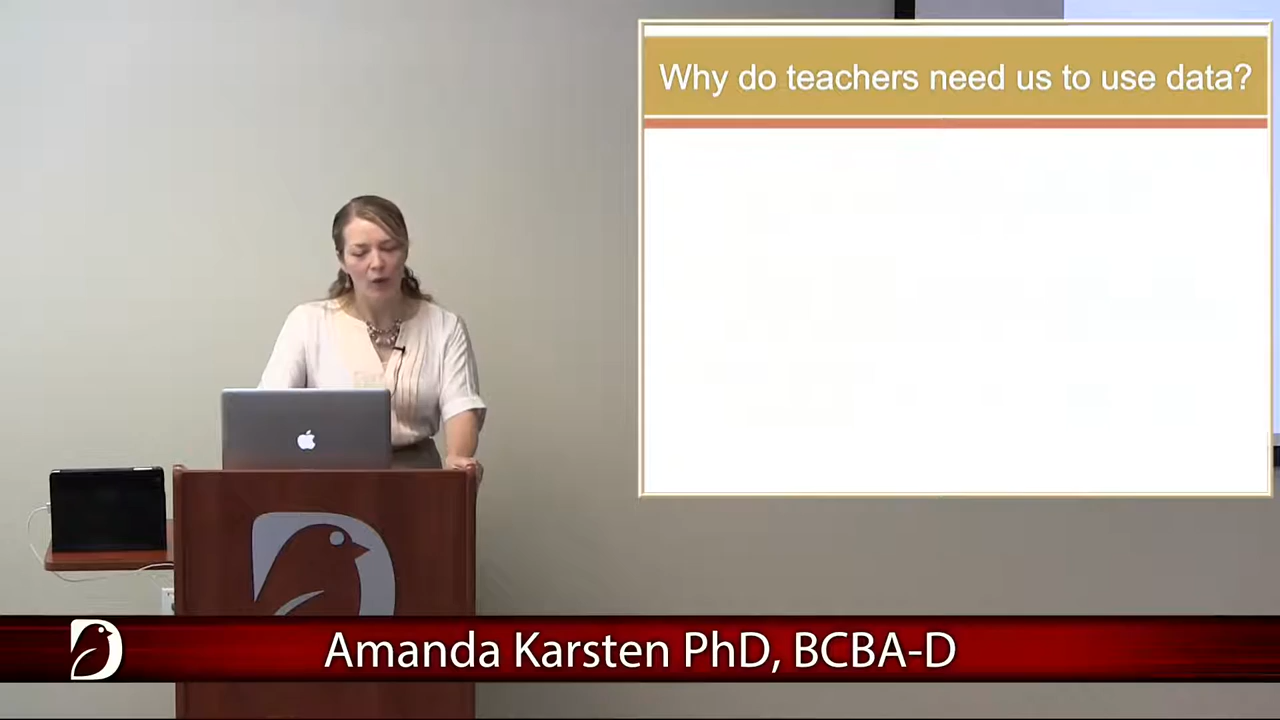 Why do teachers need us to use data?
Amanda Karsten PhD, BCBA-D